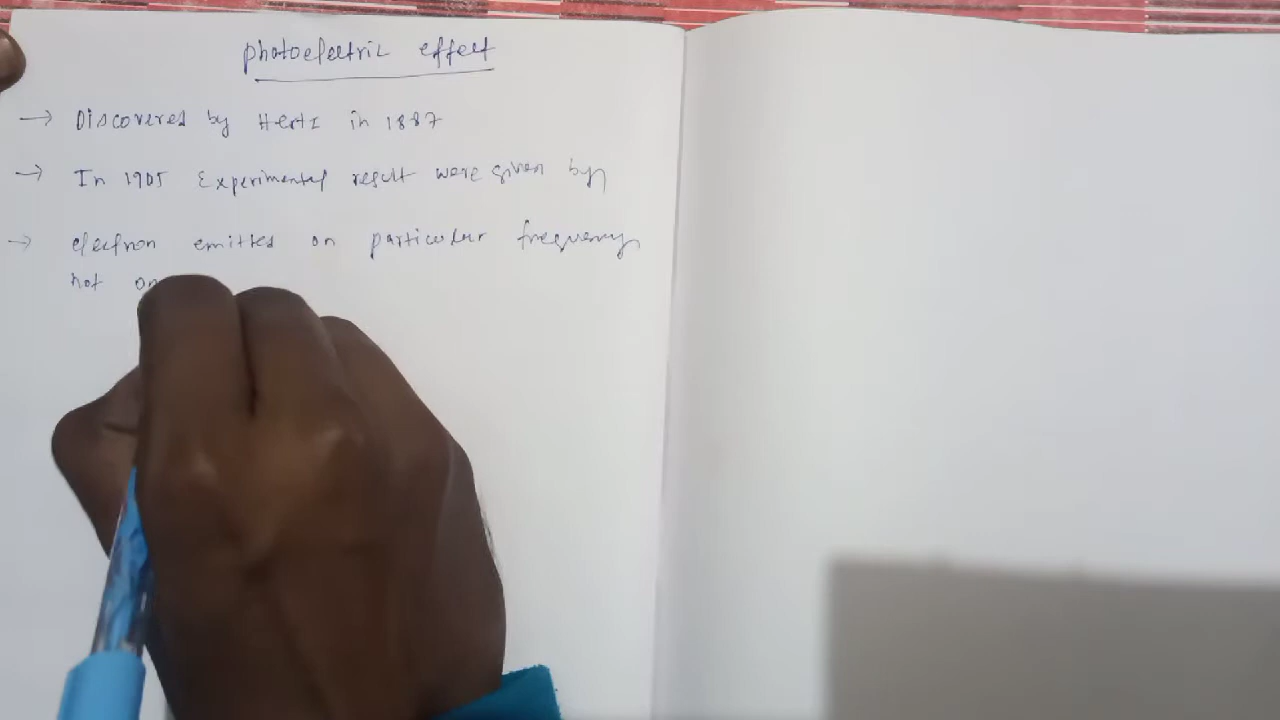 photoelectric effect
→ Discovered by Hertz in 1887
→ In 1905 Experimental result were given by
→ electron emitted on particular frequency
not on